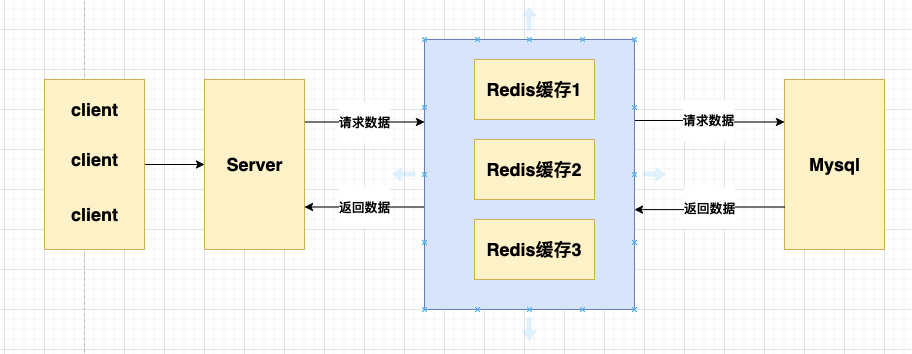 client
client
client
Server
请求数据
返回数据
Redis缓存1
Redis缓存2
Redis缓存3
请求数据
返回数据
Mysql